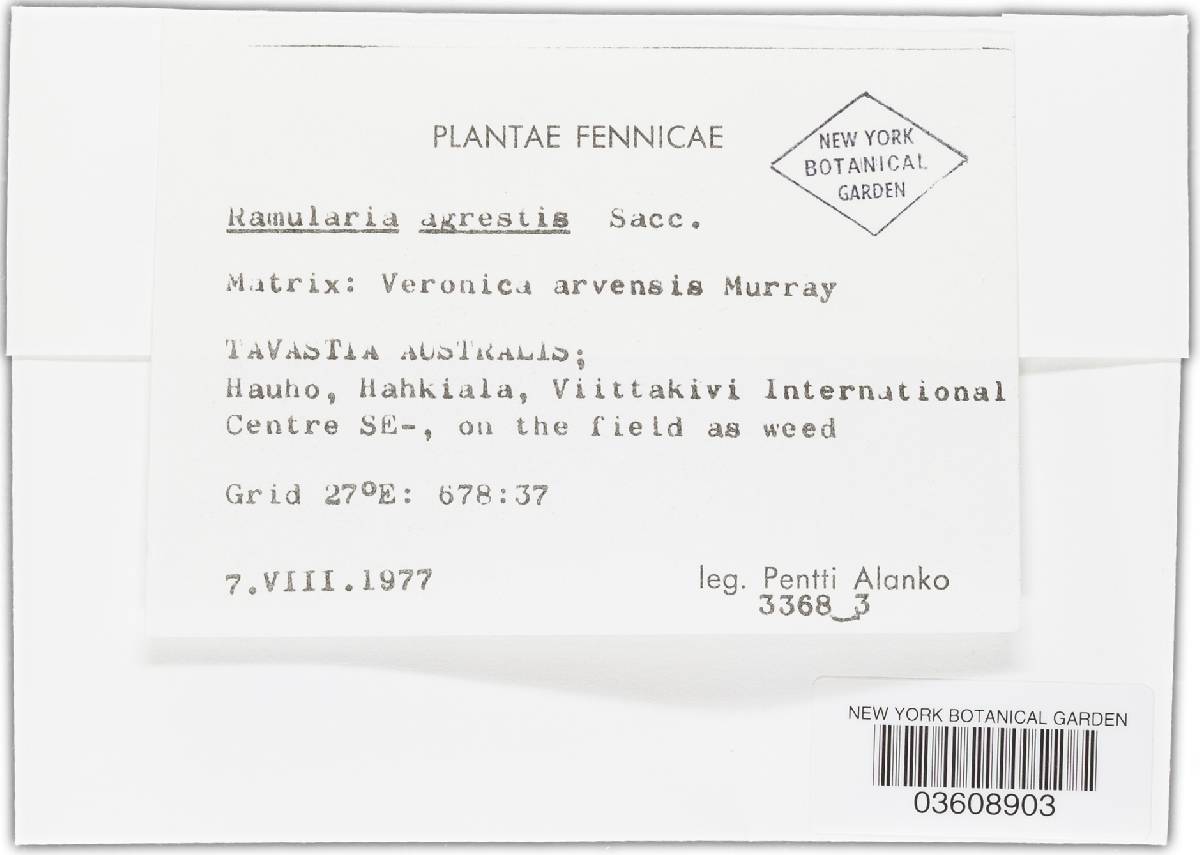 PLANTAE FENNICAE
NEW YORK
BOTANICAL
GARDEN
Ramularia agrestis Sacc.
Matrix: Veronica arvensis Murray
TAVASTIA AUSTRALIS;
Hauho, Hahkiala, Viittakivi International
Centre SE-, on the field as weed
Grid 27°E: 678:37
7.VIII.1977
leg. Pentti Alanko
3368 3
NEW YORK BOTANICAL GARDEN
03608903